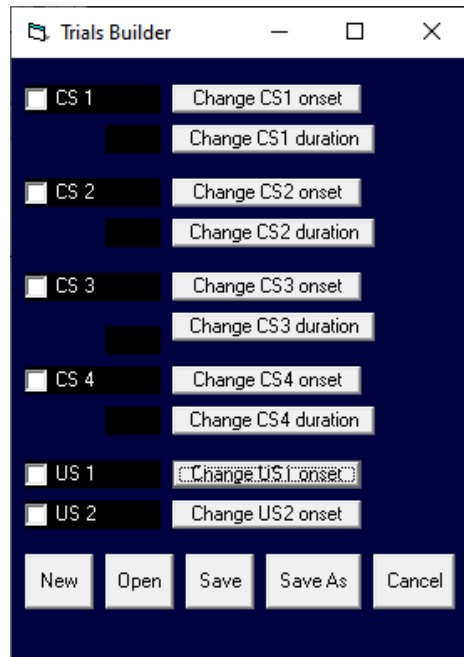 Trials Builder
CS 1 Change CS1 onset
Change CS1 duration
CS 2 Change CS2 onset
Change CS2 duration
CS 3 Change CS3 onset
Change CS3 duration
CS 4 Change CS4 onset
Change CS4 duration
US 1 Change US1 onset
US 2 Change US2 onset
New Open Save Save As Cancel